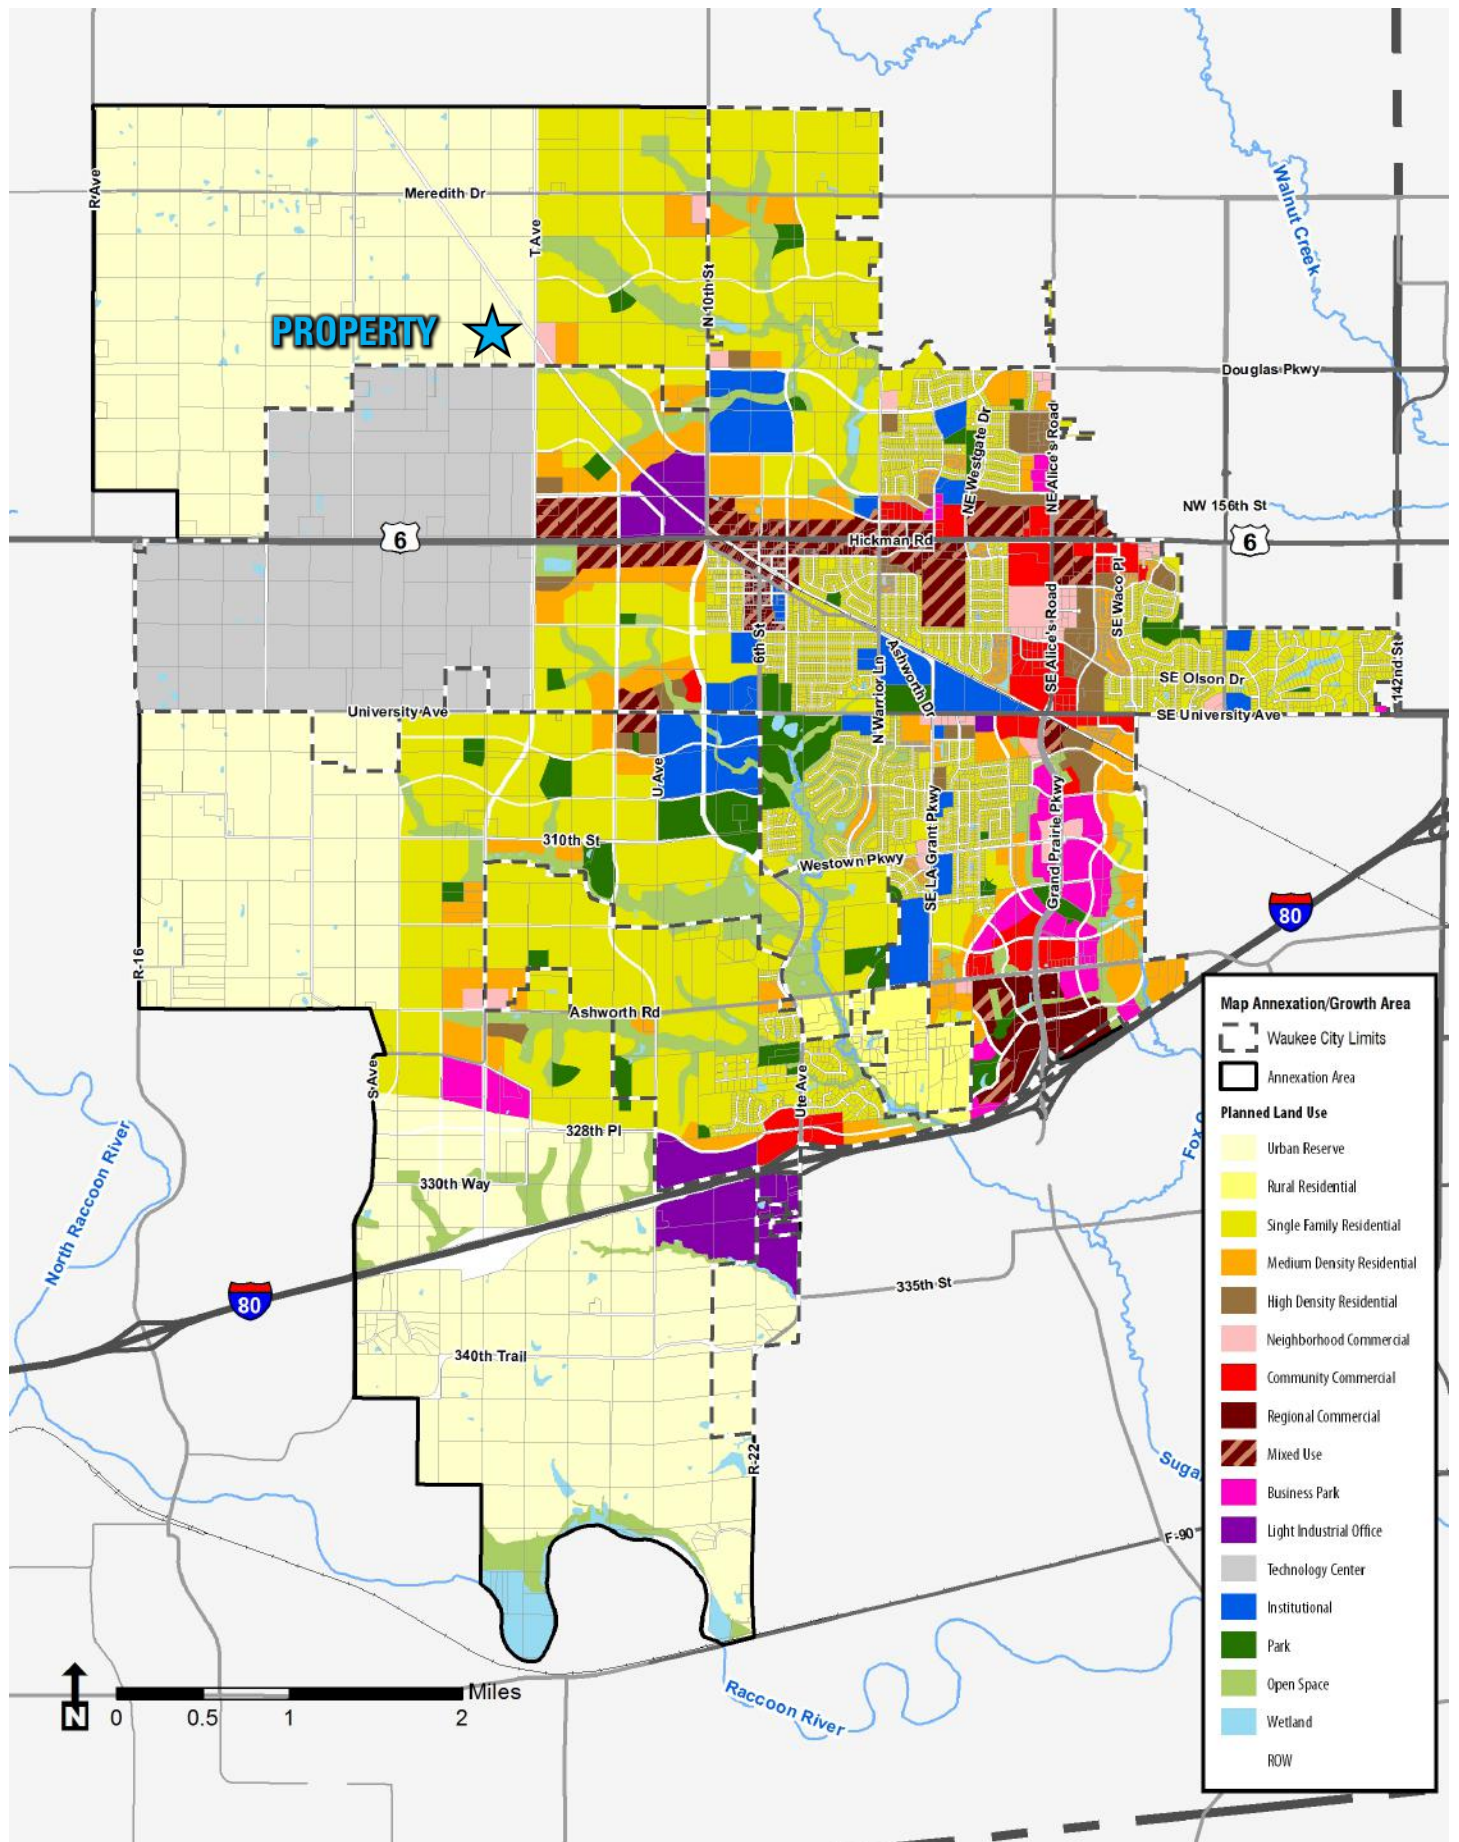 R Ave
Meredith Dr
T Ave
N 10th St
Walnut Creek
PROPERTY
Douglas Pkwy
NE Westgate Dr
NE Alice's Road
NW 156th St
6
Hickman Rd
6
SE Alice's Road
SE Waco Pl
6th St
N Warrior Ln
Ashworth Dr
SE Olson Dr
142nd St
University Ave
SE University Ave
U Ave
310th St
Westown Pkwy
SE LA Grant Pkwy
Grand Prairie Pkwy
80
R-16
Ashworth Rd
S Ave
Ute Ave
328th Pl
330th Way
North Raccoon River
80
335th St
340th Trail
R-22
Fox
Suga
F-90
Raccoon River
Map Annexation/Growth Area
Waukee City Limits
Annexation Area
Planned Land Use
Urban Reserve
Rural Residential
Single Family Residential
Medium Density Residential
High Density Residential
Neighborhood Commercial
Community Commercial
Regional Commercial
Mixed Use
Business Park
Light Industrial Office
Technology Center
Institutional
Park
Open Space
Wetland
ROW
N
0 0.5 1 2
Miles